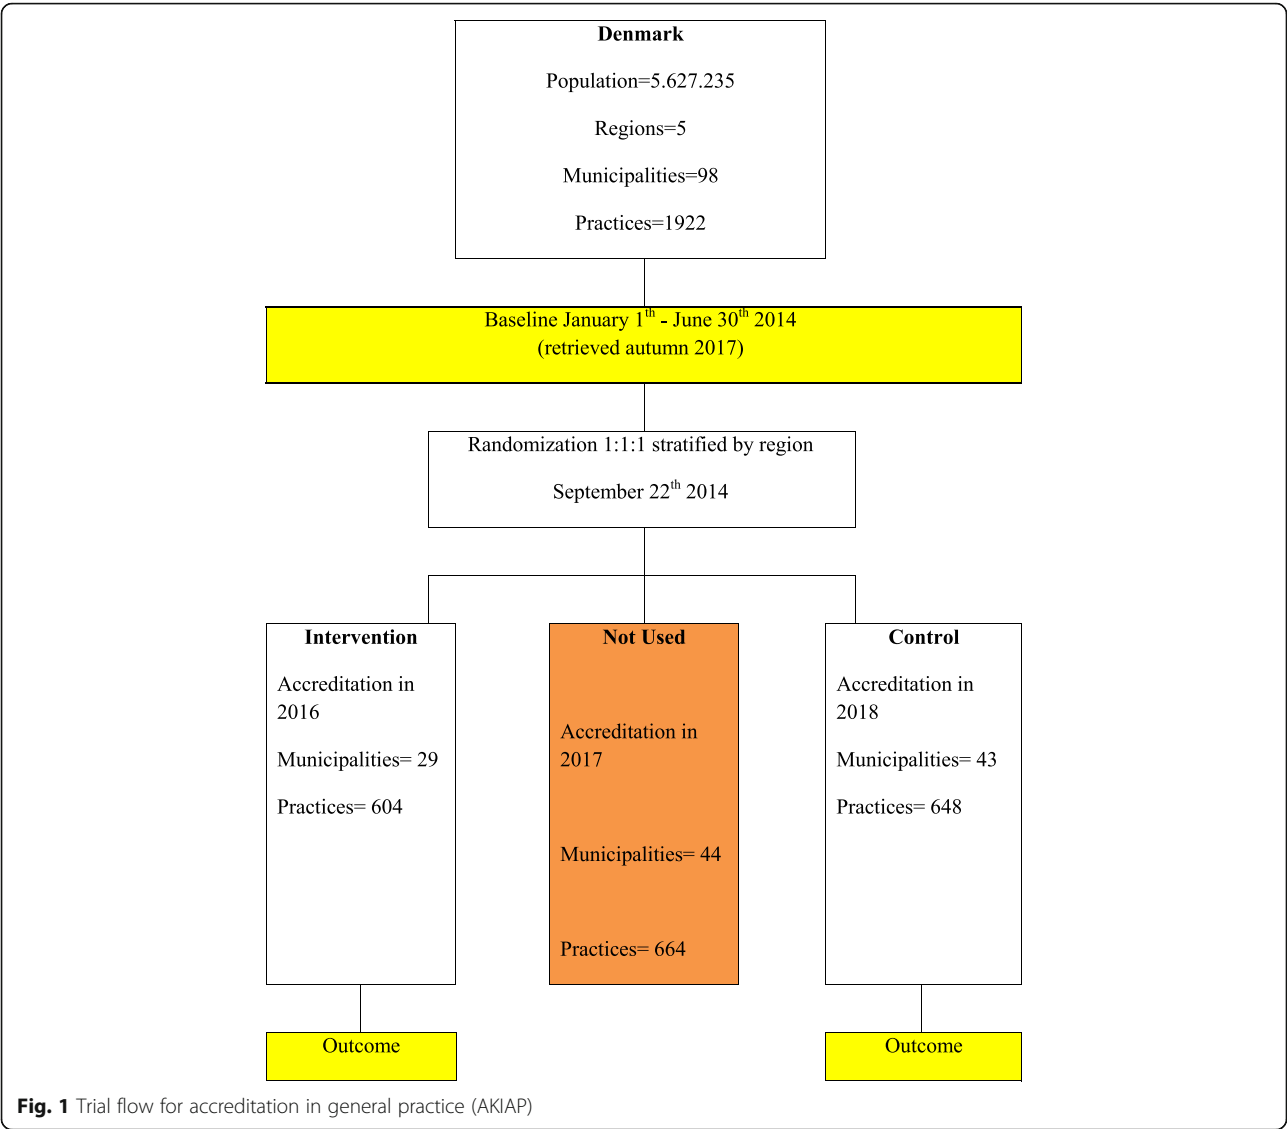 Denmark
Population=5.627.235
Regions=5
Municipalities=98
Practices=1922
Baseline January 1th - June 30th 2014
(retrieved autumn 2017)
Randomization 1:1:1 stratified by region
September 22th 2014
Intervention
Accreditation in
2016
Municipalities= 29
Practices= 604
Not Used
Accreditation in
2017
Municipalities= 44
Practices= 664
Control
Accreditation in
2018
Municipalities= 43
Practices= 648
Outcome
Outcome
Fig. 1 Trial flow for accreditation in general practice (AKIAP)